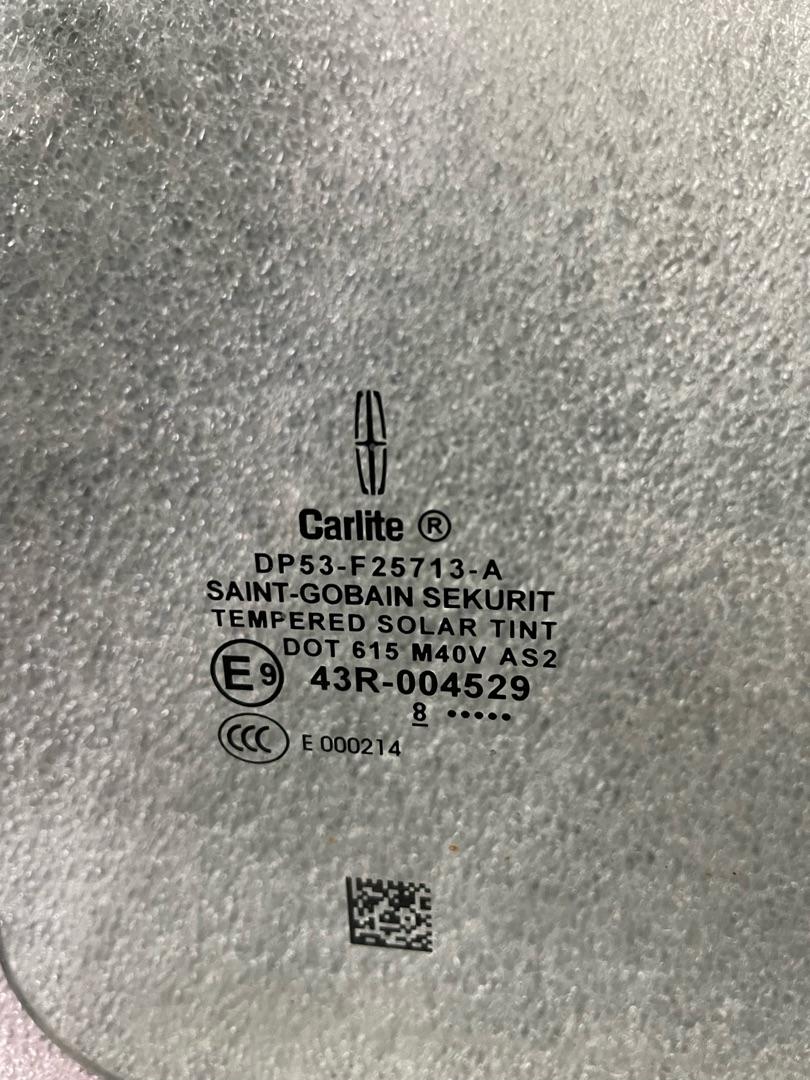 Carlite ®
DP53-F25713-A
SAINT-GOBAIN SEKURIT
TEMPERED SOLAR TINT
DOT 615 M40V AS2
E9 43R-004529
8 •••••
CCC E 000214